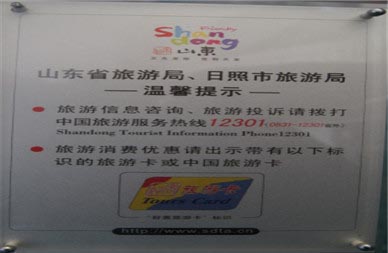 Friendly
Shan
dong
山東
山东省旅游局、日照市旅游局
温馨提示
旅游信息咨询、旅游投诉请拨打
中国旅游服务热线12301
Shandong Tourist Information Phone12301
旅游消费优惠请出示带有以下标
识的旅游卡或中国旅游卡
Tours Card
标识
http://www.sdta.cn